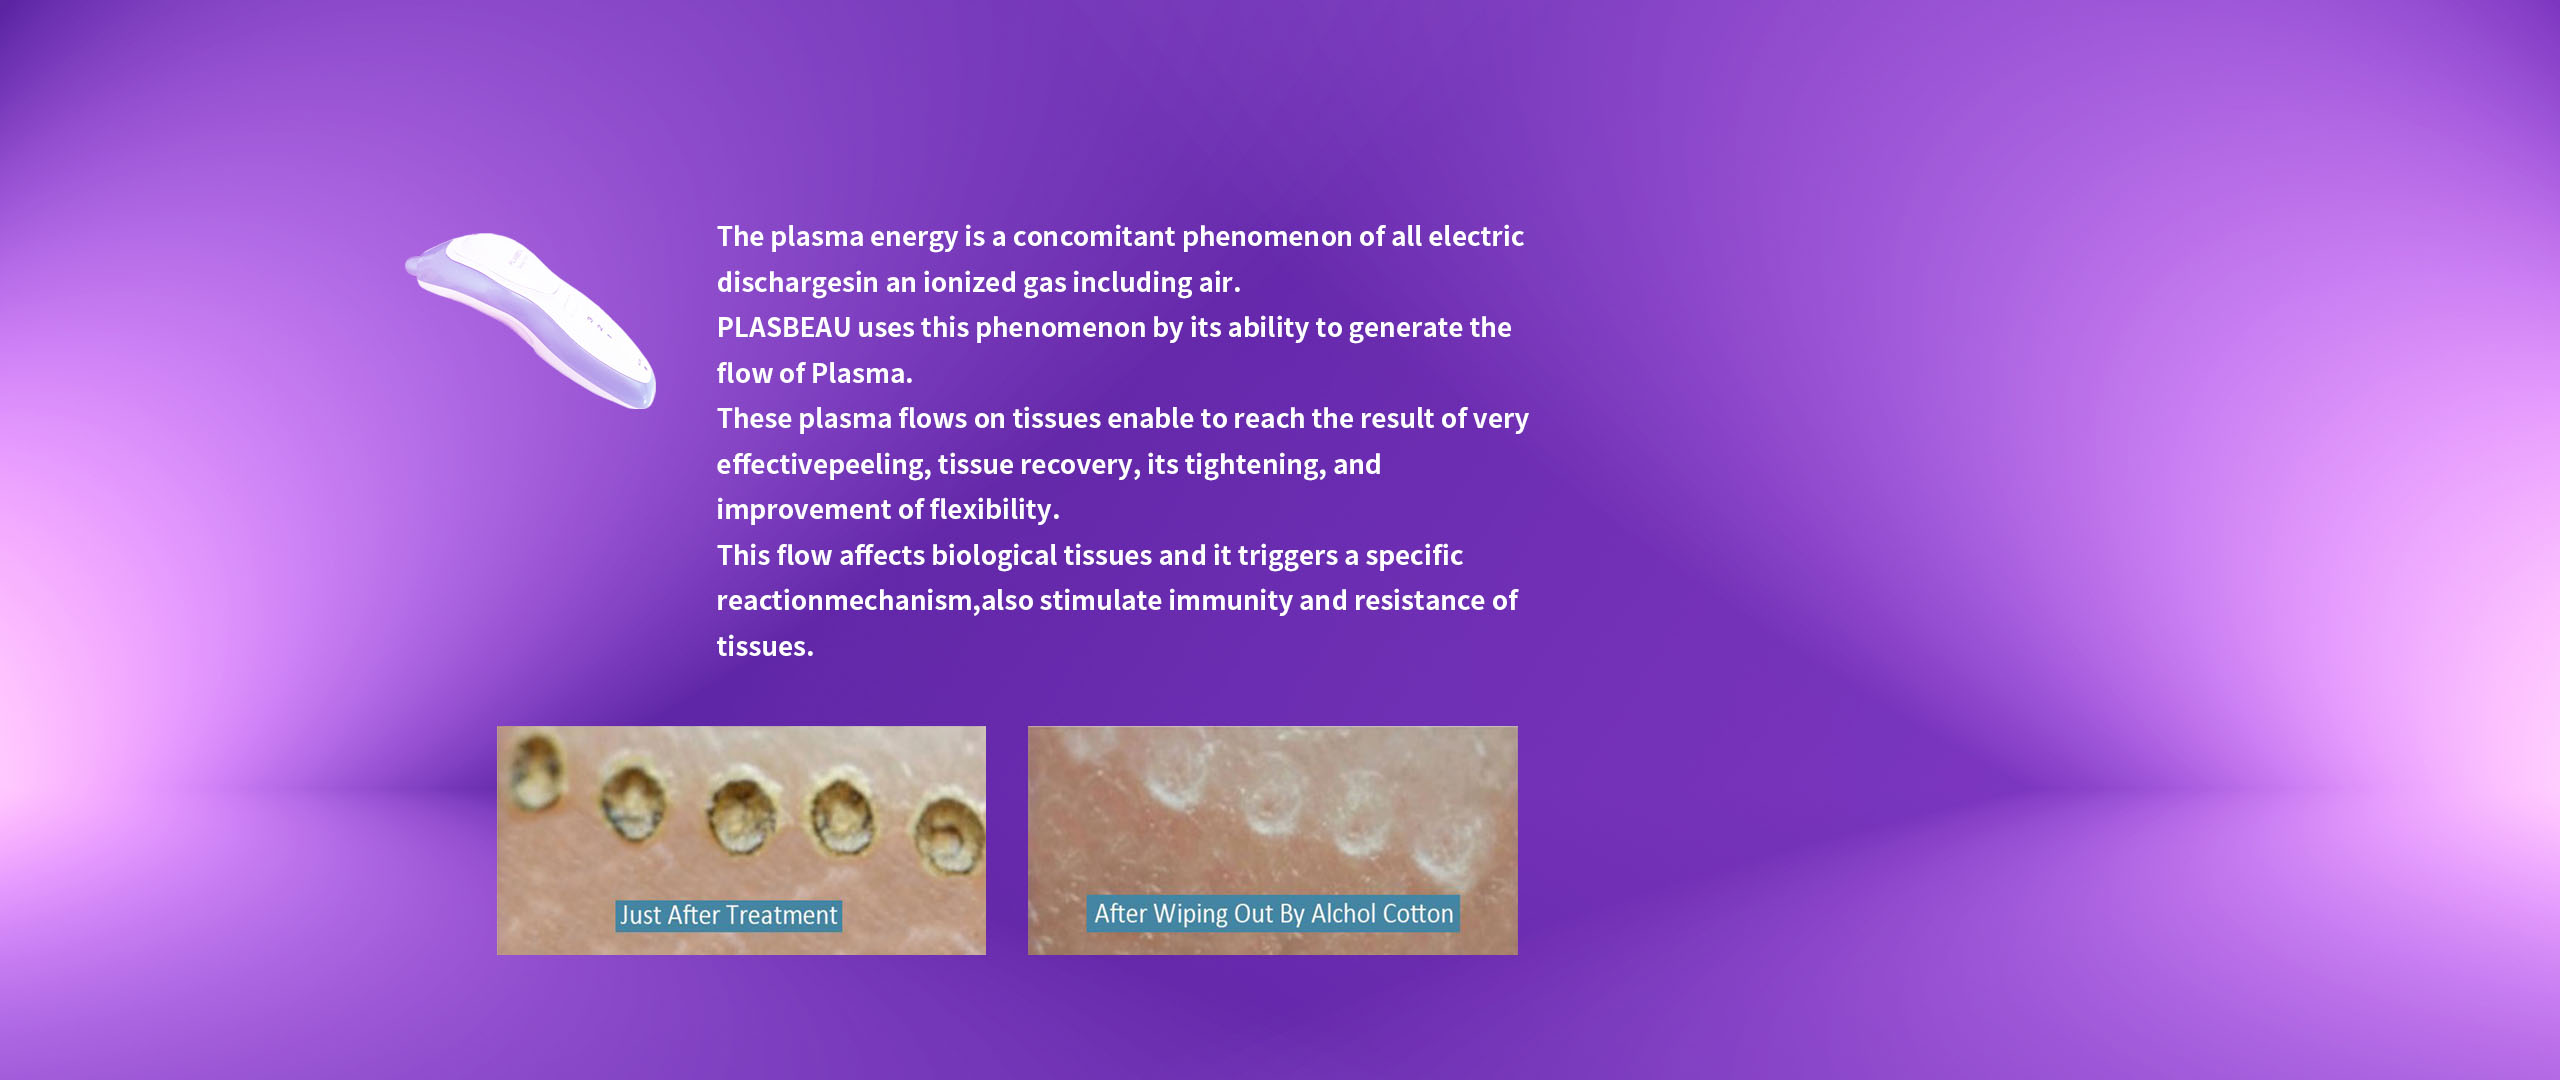 The plasma energy is a concomitant phenomenon of all electric
dischargesin an ionized gas including air.
PLASBEAU uses this phenomenon by its ability to generate the
flow of Plasma.
These plasma flows on tissues enable to reach the result of very
effectivepeeling, tissue recovery, its tightening, and
improvement of flexibility.
This flow affects biological tissues and it triggers a specific
reactionmechanism,also stimulate immunity and resistance of
tissues.
Just After Treatment
After Wiping Out By Alchol Cotton